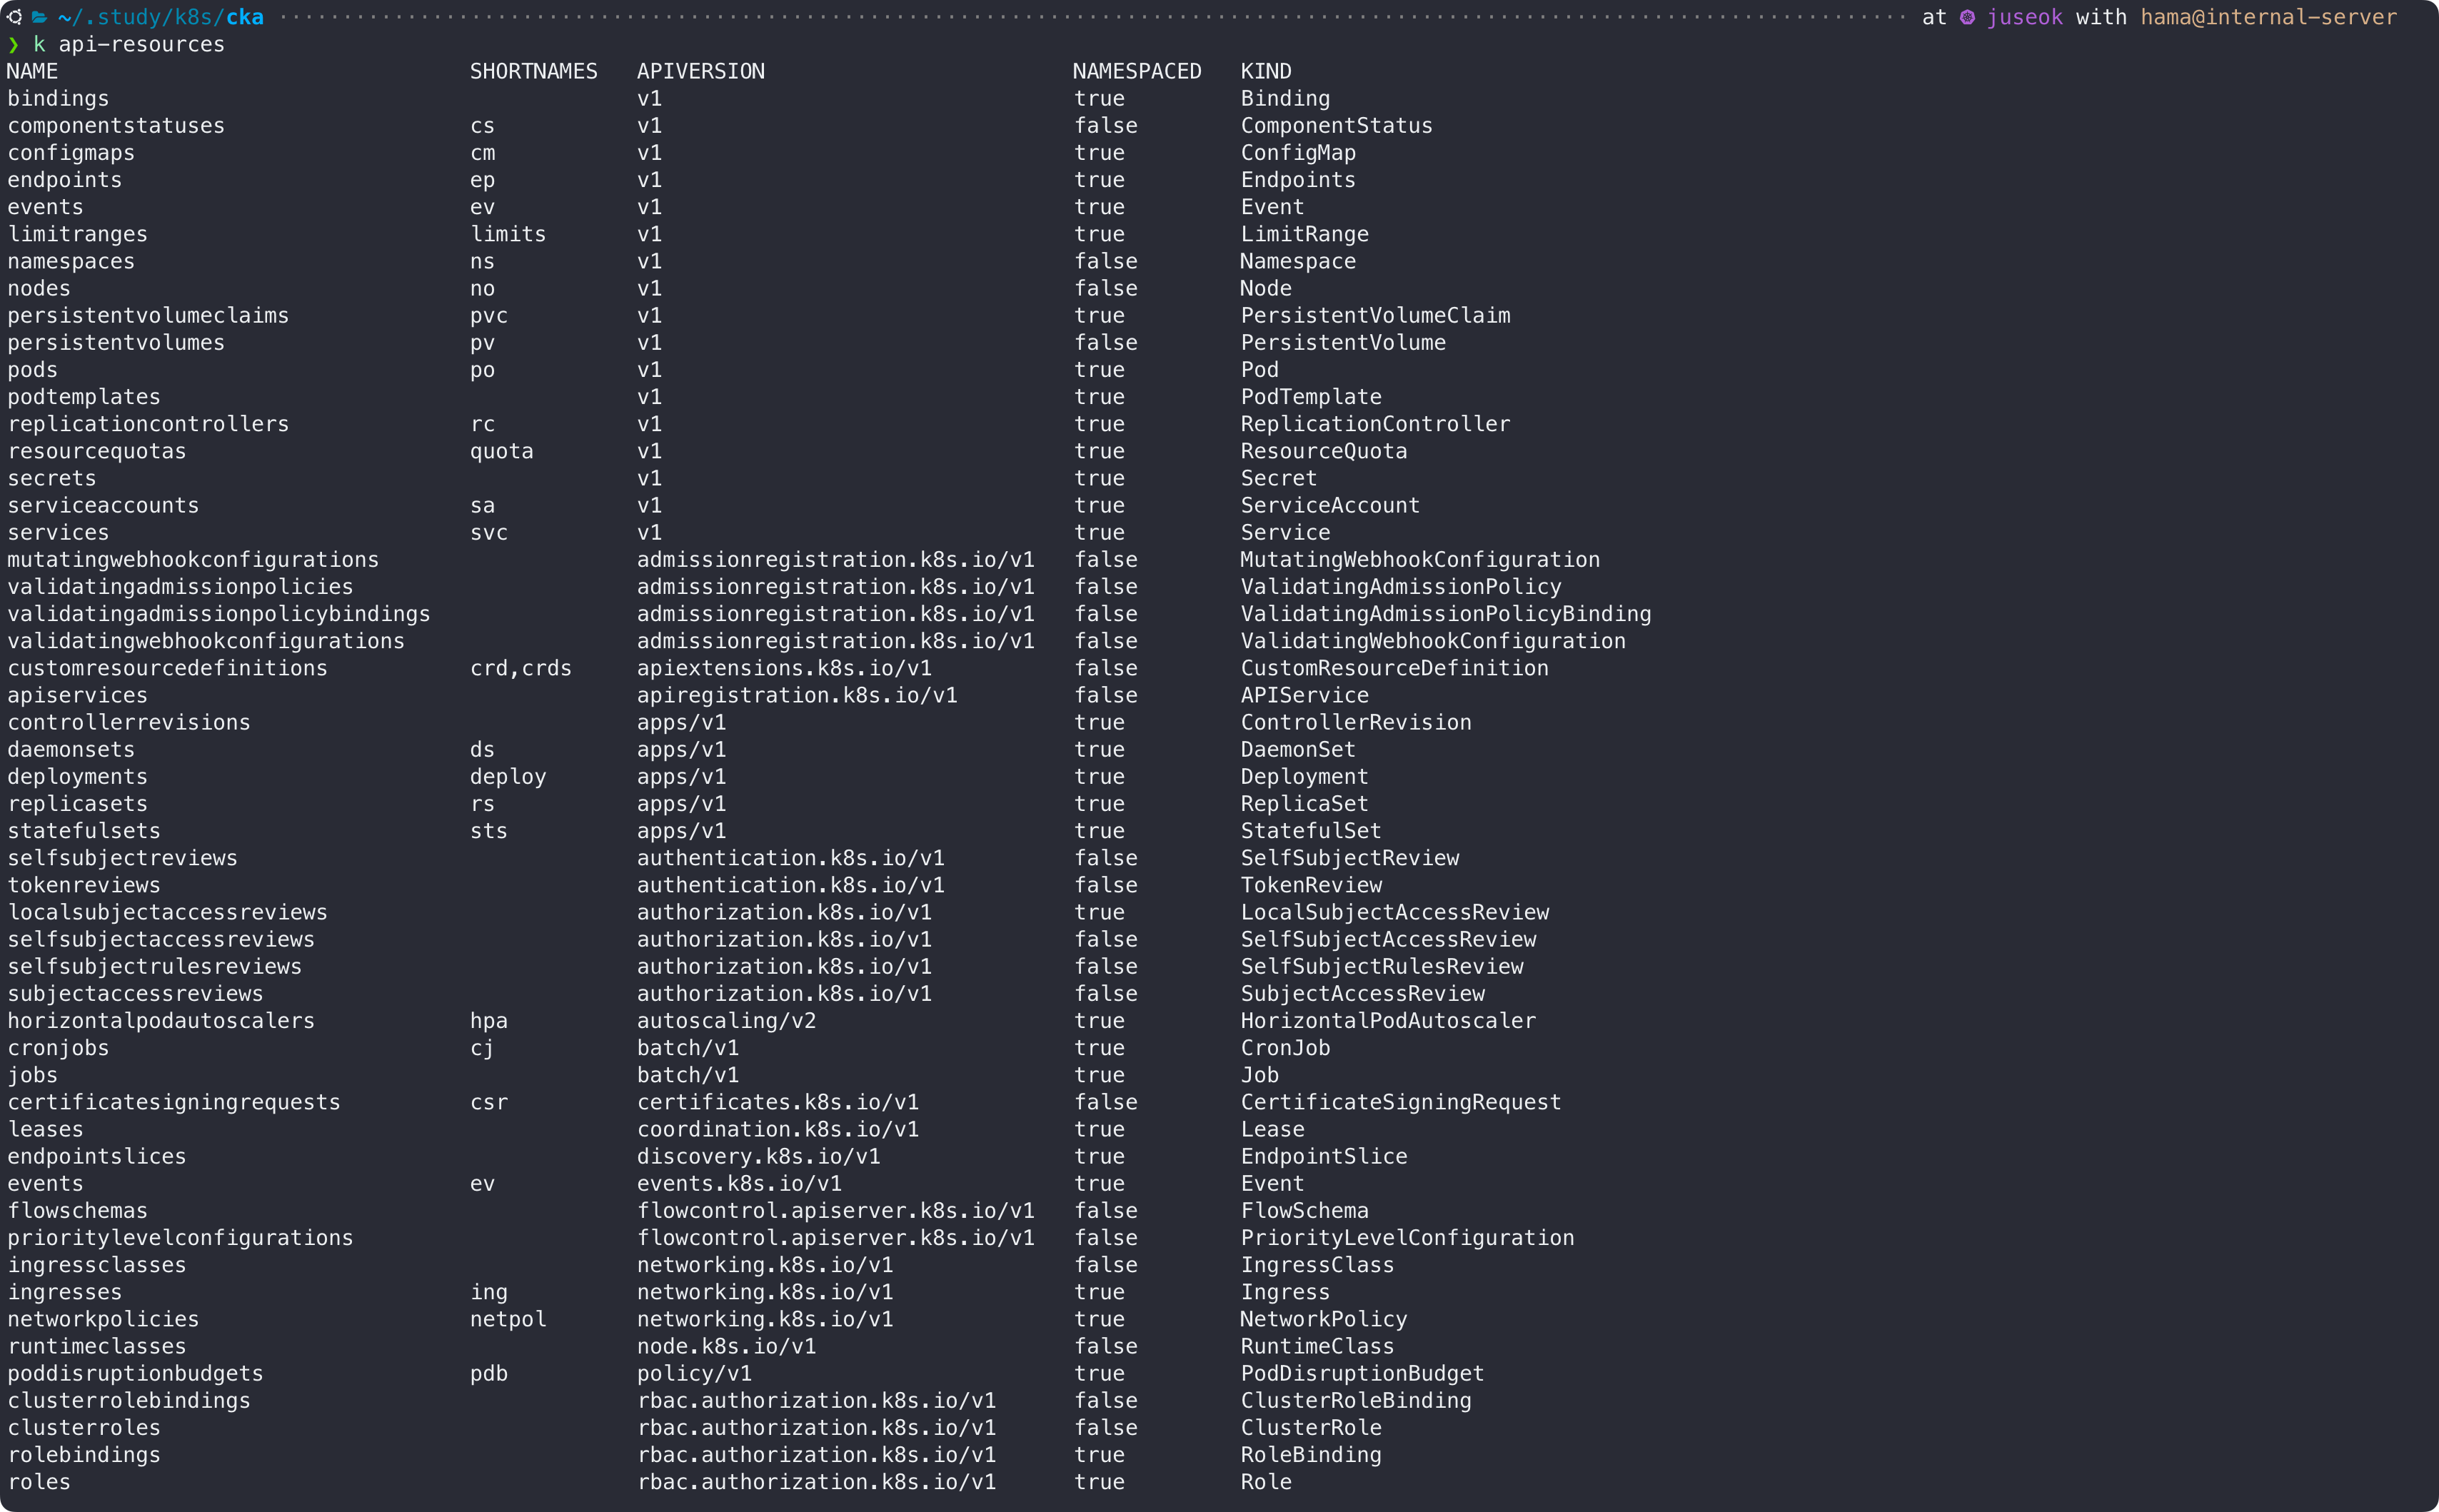 ~/.study/k8s/cka at juseok with hama@internal-server
❯ k api-resources
NAME SHORTNAMES APIVERSION NAMESPACED KIND
bindings v1 true Binding
componentstatuses cs v1 false ComponentStatus
configmaps cm v1 true ConfigMap
endpoints ep v1 true Endpoints
events ev v1 true Event
limitranges limits v1 true LimitRange
namespaces ns v1 false Namespace
nodes no v1 false Node
persistentvolumeclaims pvc v1 true PersistentVolumeClaim
persistentvolumes pv v1 false PersistentVolume
pods po v1 true Pod
podtemplates v1 true PodTemplate
replicationcontrollers rc v1 true ReplicationController
resourcequotas quota v1 true ResourceQuota
secrets v1 true Secret
serviceaccounts sa v1 true ServiceAccount
services svc v1 true Service
mutatingwebhookconfigurations admissionregistration.k8s.io/v1 false MutatingWebhookConfiguration
validatingadmissionpolicies admissionregistration.k8s.io/v1 false ValidatingAdmissionPolicy
validatingadmissionpolicybindings admissionregistration.k8s.io/v1 false ValidatingAdmissionPolicyBinding
validatingwebhookconfigurations admissionregistration.k8s.io/v1 false ValidatingWebhookConfiguration
customresourcedefinitions crd,crds apiextensions.k8s.io/v1 false CustomResourceDefinition
apiservices apiregistration.k8s.io/v1 false APIService
controllerrevisions apps/v1 true ControllerRevision
daemonsets ds apps/v1 true DaemonSet
deployments deploy apps/v1 true Deployment
replicasets rs apps/v1 true ReplicaSet
statefulsets sts apps/v1 true StatefulSet
selfsubjectreviews authentication.k8s.io/v1 false SelfSubjectReview
tokenreviews authentication.k8s.io/v1 false TokenReview
localsubjectaccessreviews authorization.k8s.io/v1 true LocalSubjectAccessReview
selfsubjectaccessreviews authorization.k8s.io/v1 false SelfSubjectAccessReview
selfsubjectrulesreviews authorization.k8s.io/v1 false SelfSubjectRulesReview
subjectaccessreviews authorization.k8s.io/v1 false SubjectAccessReview
horizontalpodautoscalers hpa autoscaling/v2 true HorizontalPodAutoscaler
cronjobs cj batch/v1 true CronJob
jobs batch/v1 true Job
certificatesigningrequests csr certificates.k8s.io/v1 false CertificateSigningRequest
leases coordination.k8s.io/v1 true Lease
endpointslices discovery.k8s.io/v1 true EndpointSlice
events ev events.k8s.io/v1 true Event
flowschemas flowcontrol.apiserver.k8s.io/v1 false FlowSchema
prioritylevelconfigurations flowcontrol.apiserver.k8s.io/v1 false PriorityLevelConfiguration
ingressclasses networking.k8s.io/v1 false IngressClass
ingresses ing networking.k8s.io/v1 true Ingress
networkpolicies netpol networking.k8s.io/v1 true NetworkPolicy
runtimeclasses node.k8s.io/v1 false RuntimeClass
poddisruptionbudgets pdb policy/v1 true PodDisruptionBudget
clusterrolebindings rbac.authorization.k8s.io/v1 false ClusterRoleBinding
clusterroles rbac.authorization.k8s.io/v1 false ClusterRole
rolebindings rbac.authorization.k8s.io/v1 true RoleBinding
roles rbac.authorization.k8s.io/v1 true Role